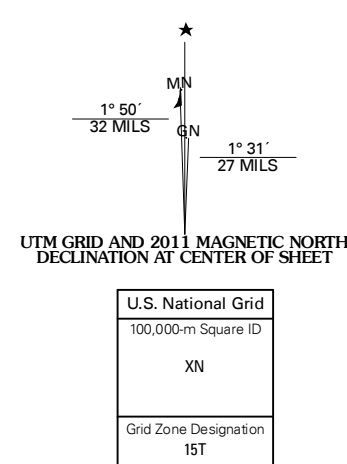 ★
MN
1° 50´
32 MILS
GN
1° 31´
27 MILS
UTM GRID AND 2011 MAGNETIC NORTH
DECLINATION AT CENTER OF SHEET
U.S. National Grid
100,000-m Square ID
XN
Grid Zone Designation
15T